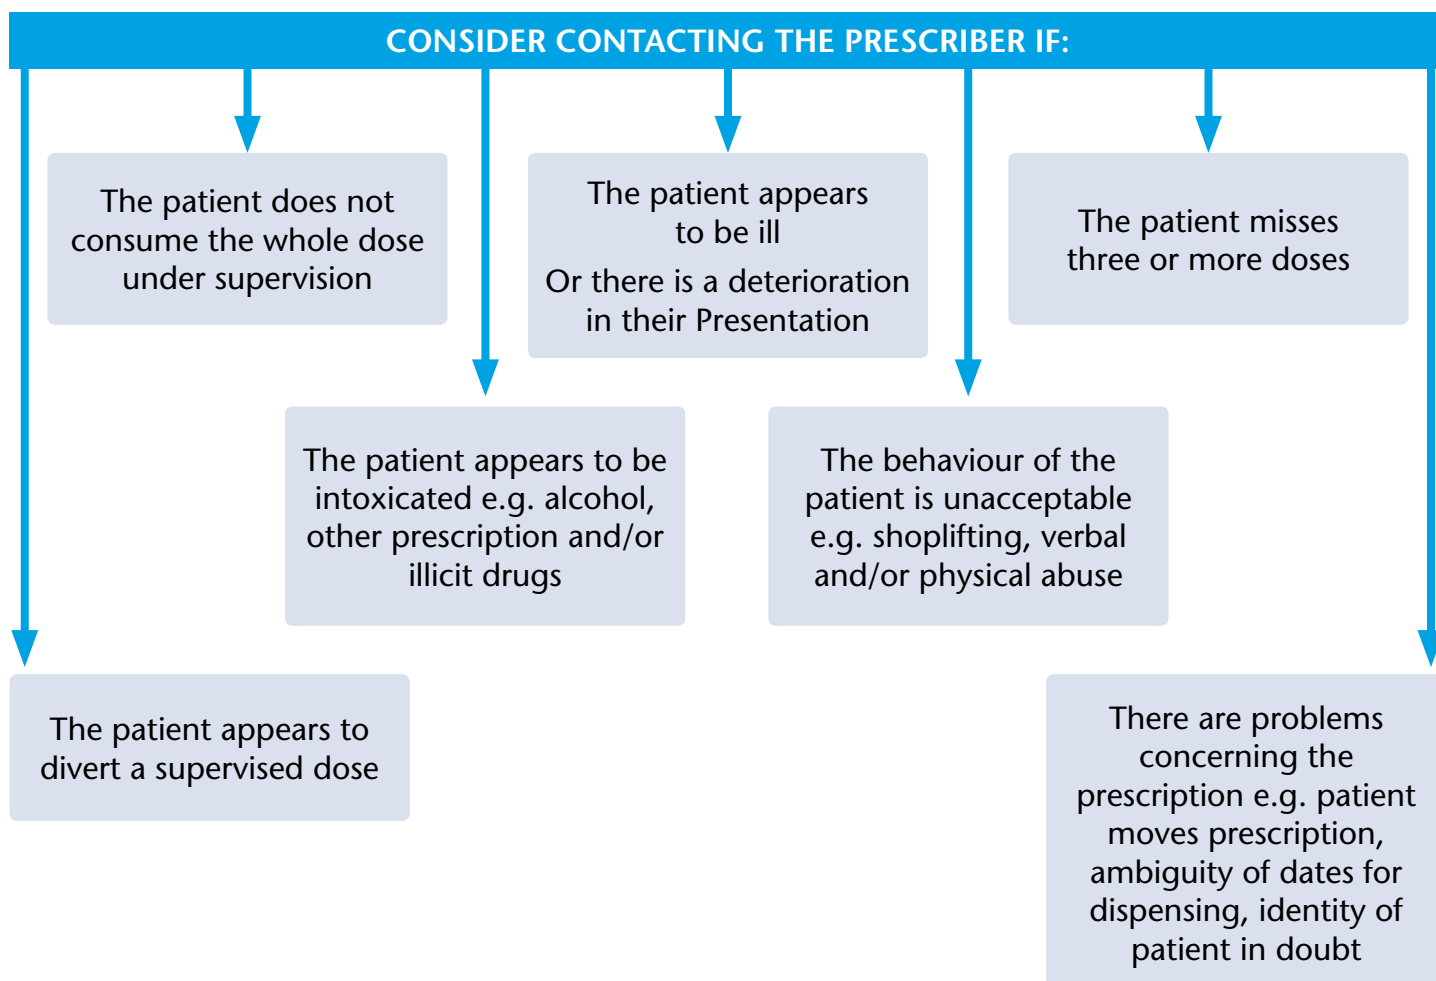 CONSIDER CONTACTING THE PRESCRIBER IF:
The patient does not
consume the whole dose
under supervision
The patient appears
to be ill
Or there is a deterioration
in their Presentation
The patient misses
three or more doses
The patient appears to be
intoxicated e.g. alcohol,
other prescription and/or
illicit drugs
The behaviour of the
patient is unacceptable
e.g. shoplifting, verbal
and/or physical abuse
The patient appears to
divert a supervised dose
There are problems
concerning the
prescription e.g. patient
moves prescription,
ambiguity of dates for
dispensing, identity of
patient in doubt